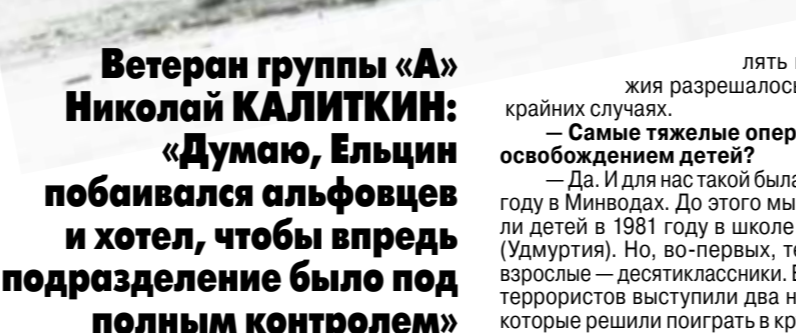 Ветеран группы «А»
Николай КАЛИТКИН:
«Думаю, Ельцин
побаивался альфовцев
и хотел, чтобы впредь
подразделение было под
полным контролем»
лять
жия разрешалось
крайних случаях.
— Самые тяжелые опер
освобождением детей?
— Да. И для нас такой была
году в Минводах. До этого мы
ли детей в 1981 году в школе
(Удмуртия). Но, во-первых, те
взрослые — десятиклассники.
террористов выступили два н
которые решили поиграть в кр